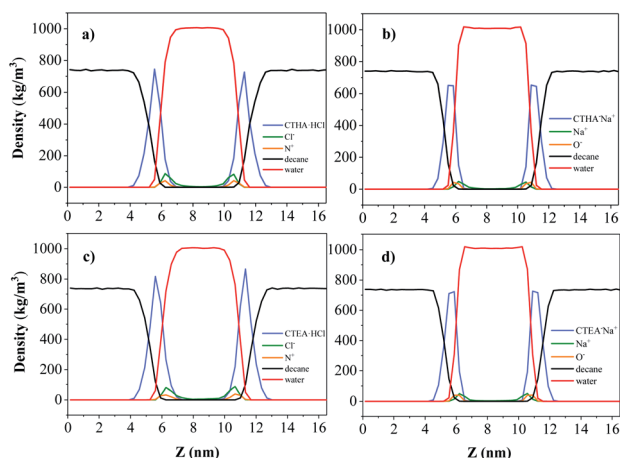 a)
b)
Density (kg/m³)
1000
800
600
400
200
0
CTHA·HCl
Cl⁻
N⁺
decane
water
0 2 4 6 8 10 12 14 16
1000
800
600
400
200
0
CTHA⁻Na⁺
Na⁺
O⁻
decane
water
0 2 4 6 8 10 12 14 16
c)
d)
Density (kg/m³)
1000
800
600
400
200
0
CTEA·HCl
Cl⁻
N⁺
decane
water
0 2 4 6 8 10 12 14 16
Z (nm)
1000
800
600
400
200
0
CTEA⁻Na⁺
Na⁺
O⁻
decane
water
0 2 4 6 8 10 12 14 16
Z (nm)